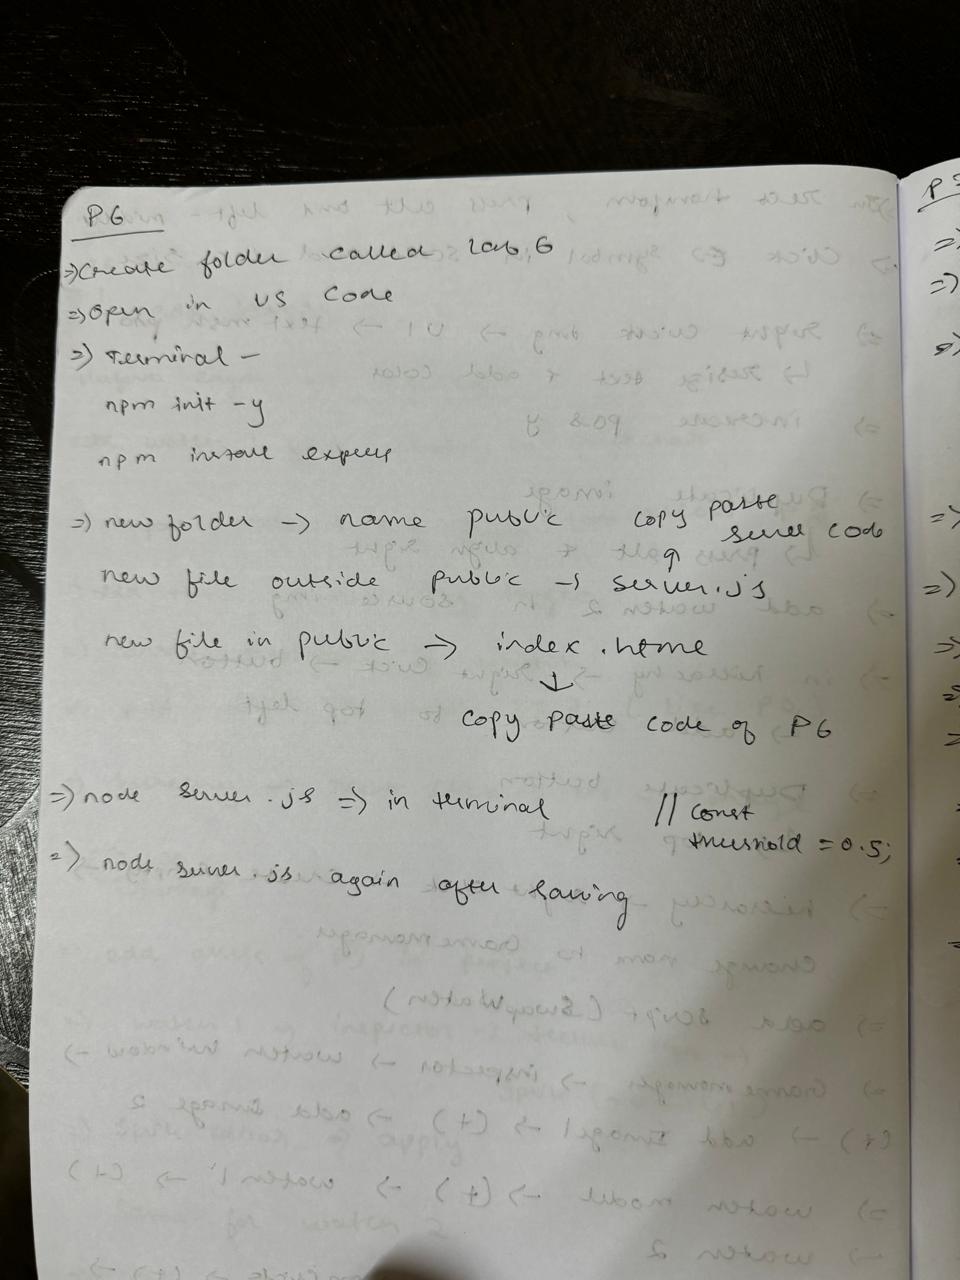 P6
=> Create folder called lab 6
=> Open in VS Code
=> Terminal -
npm init -y
npm install express
=> new folder -> name public
copy paste
server code
↑
new file outside public -> server.js
new file in public -> index.html
↓
copy paste code of P6
=> node server.js => in terminal
// const
threshold = 0.5;
=> node server.js again after saving
P